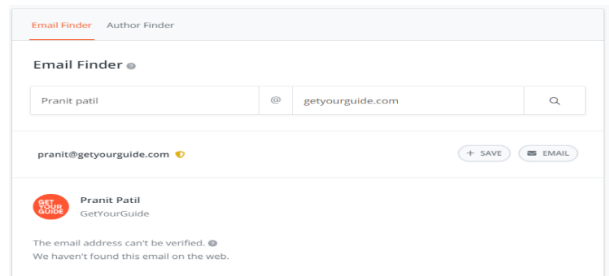 Email Finder Author Finder
Email Finder
Pranit patil @ getyourguide.com
pranit@getyourguide.com + SAVE EMAIL
GET
YOUR
GUIDE
Pranit Patil
GetYourGuide
The email address can't be verified.
We haven't found this email on the web.